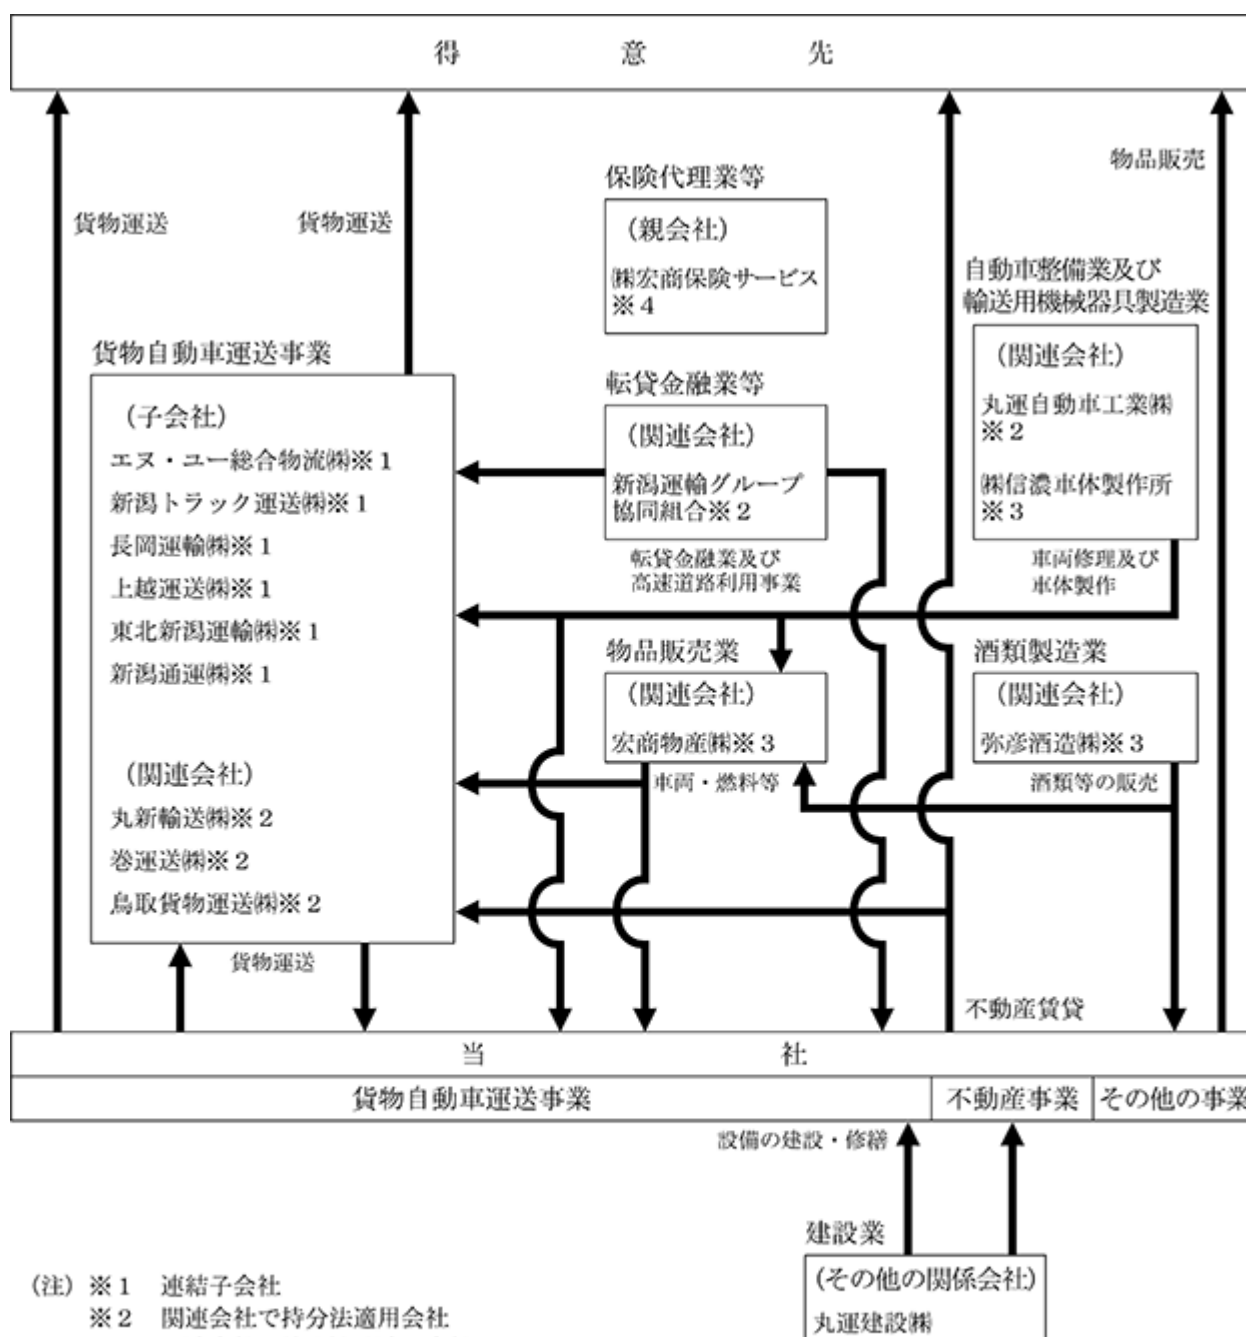 得意先
物品販売
保険代理業等
貨物運送
貨物運送
(親会社)
㈱宏商保険サービス
※4
自動車整備業及び
輸送用機械器具製造業
貨物自動車運送事業
(子会社)
エヌ・ユー総合物流㈱※1
新潟トラック運送㈱※1
長岡運輸㈱※1
上越運送㈱※1
東北新潟運輸㈱※1
新潟通運㈱※1
(関連会社)
丸新輸送㈱※2
巻運送㈱※2
鳥取貨物運送㈱※2
貨物運送
転貸金融業等
(関連会社)
新潟運輸グループ
協同組合※2
転貸金融業及び
高速道路利用事業
(関連会社)
丸運自動車工業㈱
※2
㈱信濃車体製作所
※3
車両修理及び
車体製作
物品販売業
(関連会社)
宏商物産㈱※3
車両・燃料等
酒類製造業
(関連会社)
弥彦酒造㈱※3
酒類等の販売
不動産賃貸
当社
貨物自動車運送事業
不動産事業
その他の事業
設備の建設・修繕
建設業
(その他の関係会社)
丸運建設㈱
(注)※1 連結子会社
※2 関連会社で持分法適用会社